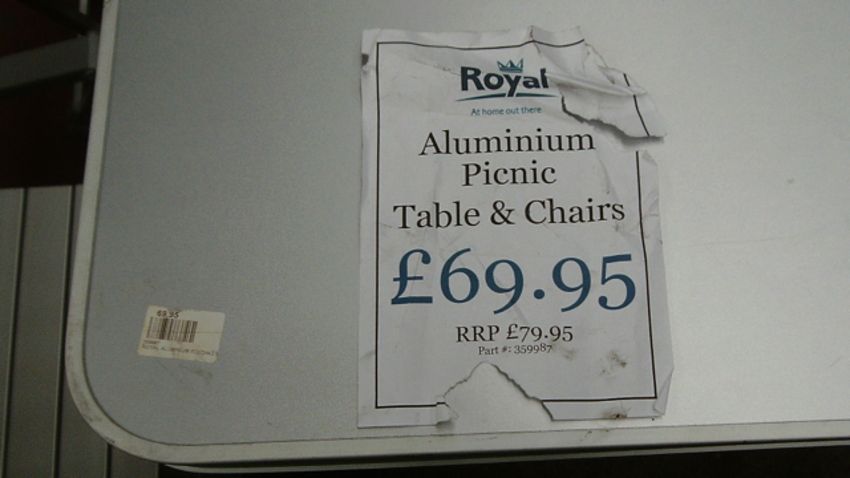 Royal
At home out there
Aluminium
Picnic
Table & Chairs
£69.95
RRP £79.95
Part #: 359987
69.95